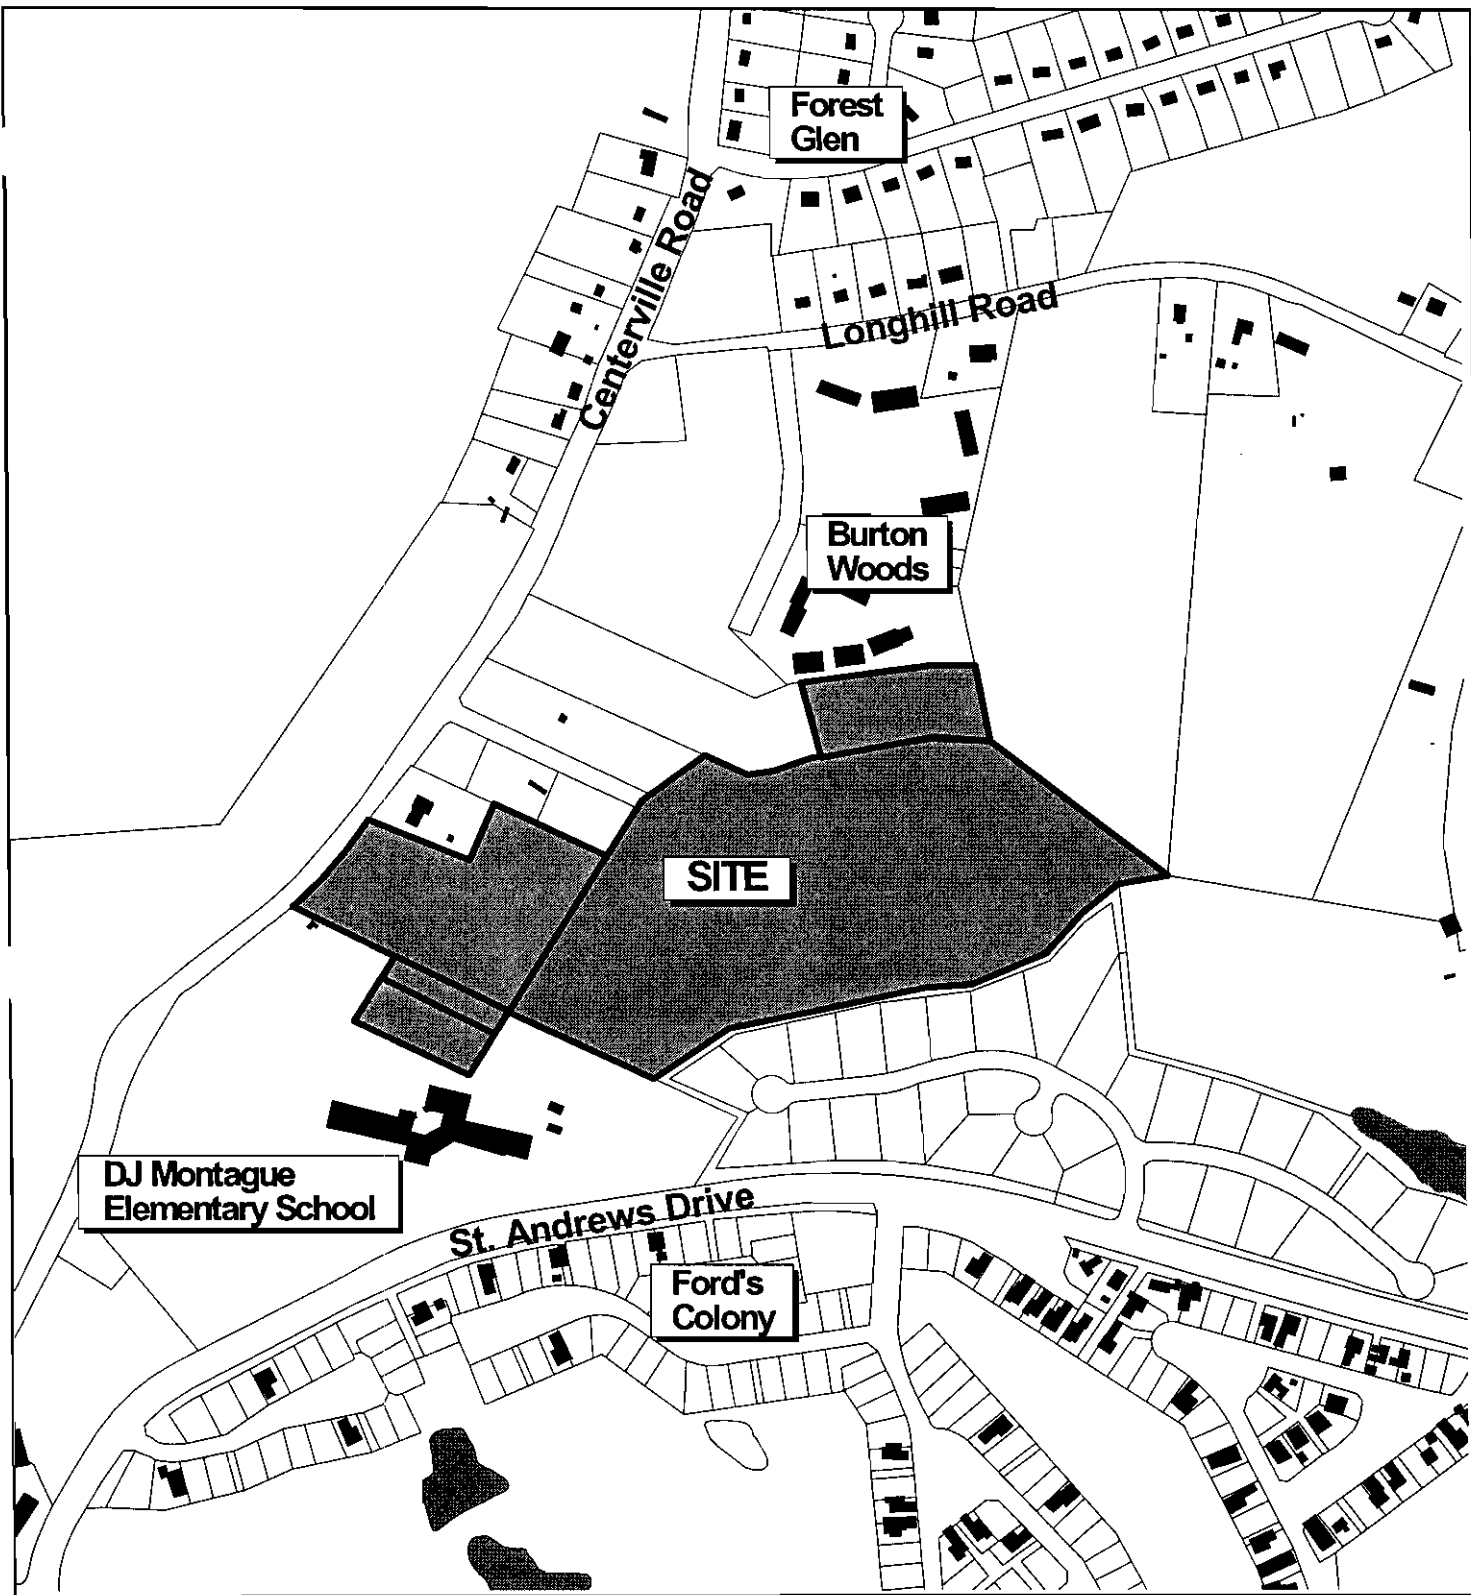 Forest
Glen
Centerville Road
Longhill Road
Burton
Woods
SITE
DJ Montague
Elementary School
St. Andrews Drive
Ford's
Colony